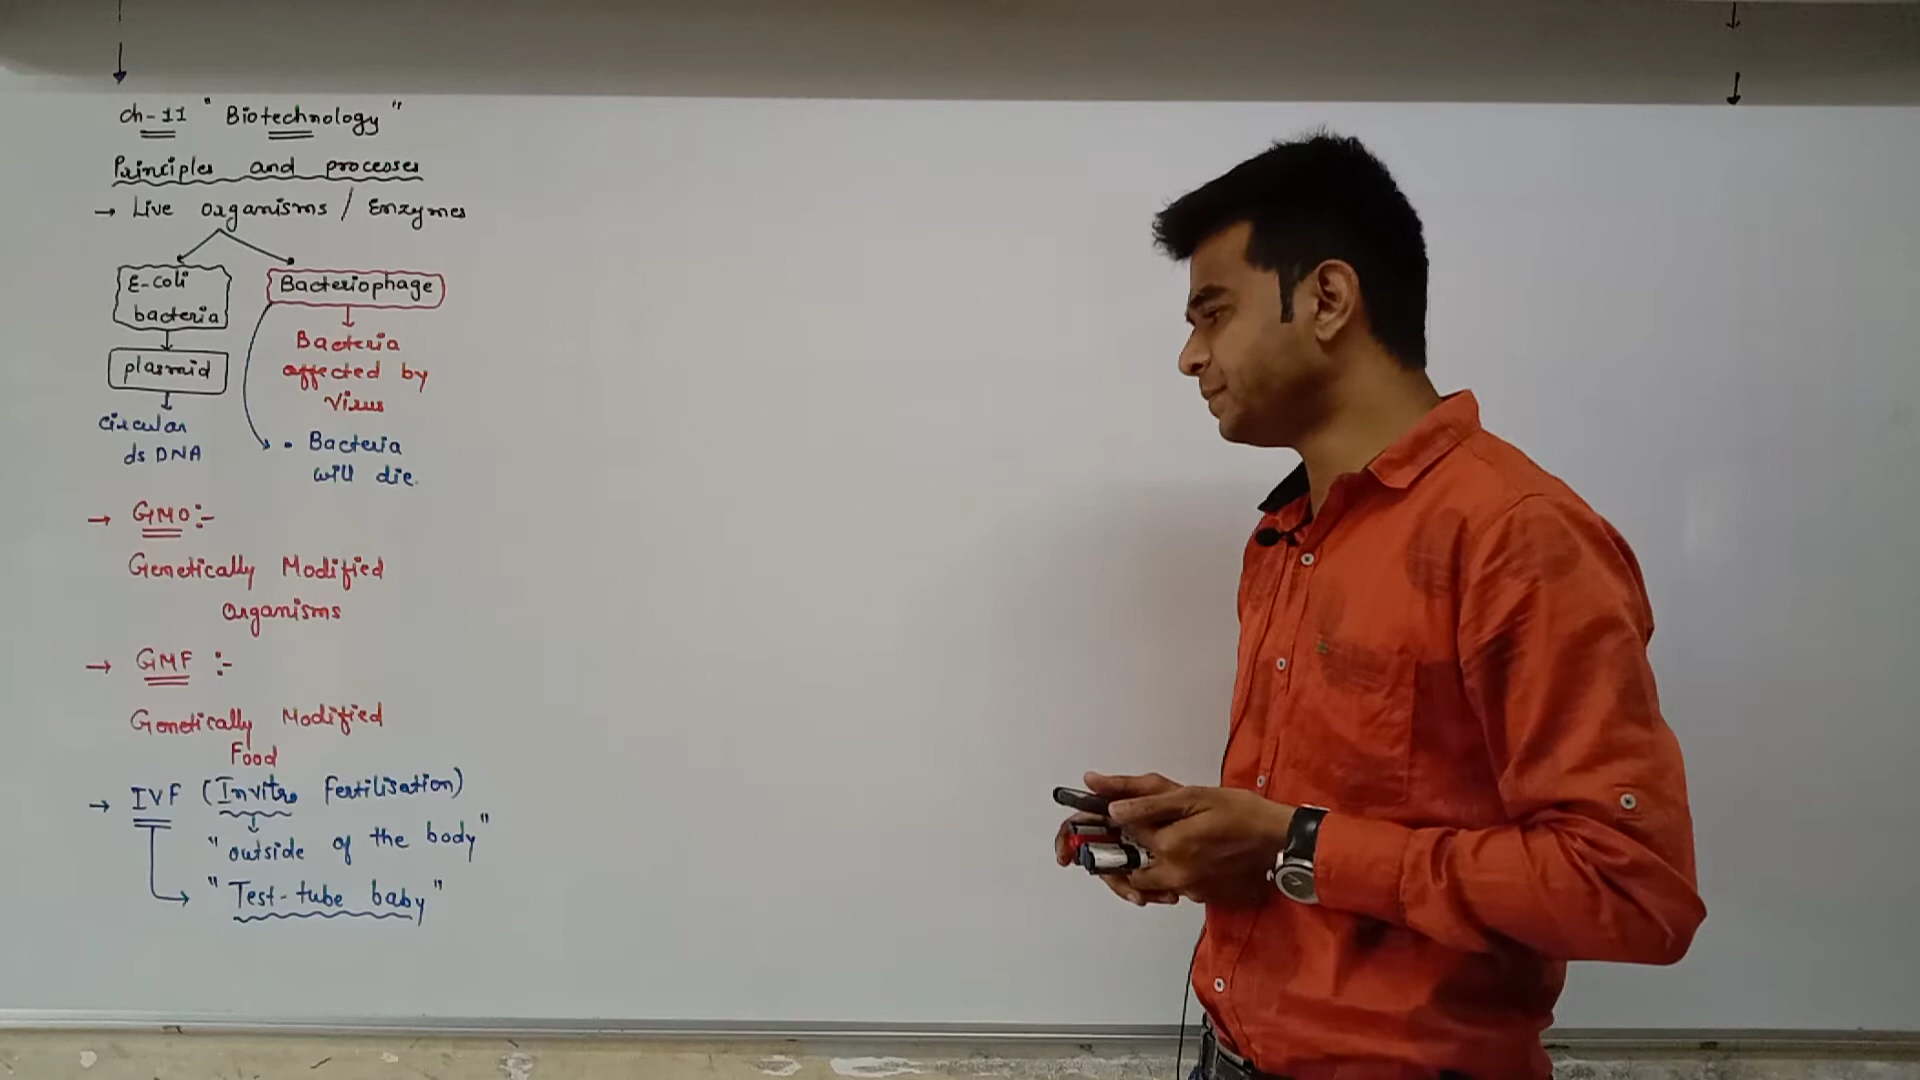 ch-11 "Biotechnology"
Principles and processes
→ Live organisms / Enzymes
E-coli
bacteria
plasmid
circular
ds DNA
Bacteriophage
Bacteria
affected by
Virus
• Bacteria
will die.
→ GMO:-
Genetically Modified
Organisms
→ GMF :-
Genetically Modified
Food
→ IVF (Invitro fertilisation)
"outside of the body"
"Test-tube baby"